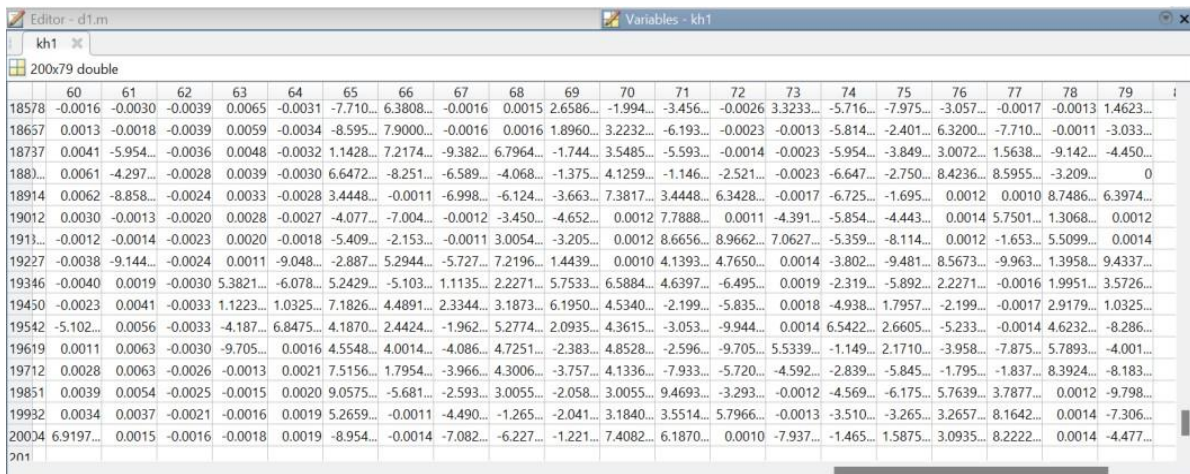 Editor - d1.m Variables - kh1
kh1
200x79 double
60 61 62 63 64 65 66 67 68 69 70 71 72 73 74 75 76 77 78 79
18578 -0.0016 -0.0030 -0.0039 0.0065 -0.0031 -7.710... 6.3808... -0.0016 0.0015 2.6586... -1.994... -3.456... -0.0026 3.3233... -5.716... -7.975... -3.057... -0.0017 -0.0013 1.4623...
18667 0.0013 -0.0018 -0.0039 0.0059 -0.0034 -8.595... 7.9000... -0.0016 0.0016 1.8960... 3.2232... -6.193... -0.0023 -0.0013 -5.814... -2.401... 6.3200... -7.710... -0.0011 -3.033...
18737 0.0041 -5.954... -0.0036 0.0048 -0.0032 1.1428... 7.2174... -9.382... 6.7964... -1.744... 3.5485... -5.593... -0.0014 -0.0023 -5.954... -3.849... 3.0072... 1.5638... -9.142... -4.450...
0.0061 -4.297... -0.0028 0.0039 -0.0030 6.6472... -8.251... -6.589... -4.068... -1.375... 4.1259... -1.146... -2.521... -0.0023 -6.647... -2.750... 8.4236... 8.5955... -3.209... 0
18914 0.0062 -8.858... -0.0024 0.0033 -0.0028 3.4448... -0.0011 -6.998... -6.124... -3.663... 7.3817... 3.4448... 6.3428... -0.0017 -6.725... -1.695... 0.0012 0.0010 8.7486... 6.3974...
19012 0.0030 -0.0013 -0.0020 0.0028 -0.0027 -4.077... -7.004... -0.0012 -3.450... -4.652... 0.0012 7.7888... 0.0011 -4.391... -5.854... -4.443... 0.0014 5.7501... 1.3068... 0.0012
-0.0012 -0.0014 -0.0023 0.0020 -0.0018 -5.409... -2.153... -0.0011 3.0054... -3.205... 0.0012 8.6656... 8.9662... 7.0627... -5.359... -8.114... 0.0012 -1.653... 5.5099... 0.0014
19227 -0.0038 -9.144... -0.0024 0.0011 -9.048... -2.887... 5.2944... -5.727... 7.2196... 1.4439... 0.0010 4.1393... 4.7650... 0.0014 -3.802... -9.481... 8.5673... -9.963... 1.3958... 9.4337...
19346 -0.0040 0.0019 -0.0030 5.3821... -6.078... 5.2429... -5.103... 1.1135... 2.2271... 5.7533... 6.5884... 4.6397... -6.495... 0.0019 -2.319... -5.892... 2.2271... -0.0016 1.9951... 3.5726...
19450 -0.0023 0.0041 -0.0033 1.1223... 1.0325... 7.1826... 4.4891... 2.3344... 3.1873... 6.1950... 4.5340... -2.199... -5.835... 0.0018 -4.938... 1.7957... -2.199... -0.0017 2.9179... 1.0325...
19542 -5.102... 0.0056 -0.0033 -4.187... 6.8475... 4.1870... 2.4424... -1.962... 5.2774... 2.0935... 4.3615... -3.053... -9.944... 0.0014 6.5422... 2.6605... -5.233... -0.0014 4.6232... -8.286...
19619 0.0011 0.0063 -0.0030 -9.705... 0.0016 4.5548... 4.0014... -4.086... 4.7251... -2.383... 4.8528... -2.596... -9.705... 5.5339... -1.149... 2.1710... -3.958... -7.875... 5.7893... -4.001...
19712 0.0028 0.0063 -0.0026 -0.0013 0.0021 7.5156... 1.7954... -3.966... 4.3006... -3.757... 4.1336... -7.933... -5.720... -4.592... -2.839... -5.845... -1.795... -1.837... 8.3924... -8.183...
19851 0.0039 0.0054 -0.0025 -0.0015 0.0020 9.0575... -5.681... -2.593... 3.0055... -2.058... 3.0055... 9.4693... -3.293... -0.0012 -4.569... -6.175... 5.7639... 3.7877... 0.0012 -9.798...
19932 0.0034 0.0037 -0.0021 -0.0016 0.0019 5.2659... -0.0011 -4.490... -1.265... -2.041... 3.1840... 3.5514... 5.7966... -0.0013 -3.510... -3.265... 3.2657... 8.1642... 0.0014 -7.306...
20004 6.9197... 0.0015 -0.0016 -0.0018 0.0019 -8.954... -0.0014 -7.082... -6.227... -1.221... 7.4082... 6.1870... 0.0010 -7.937... -1.465... 1.5875... 3.0935... 8.2222... 0.0014 -4.477...
201